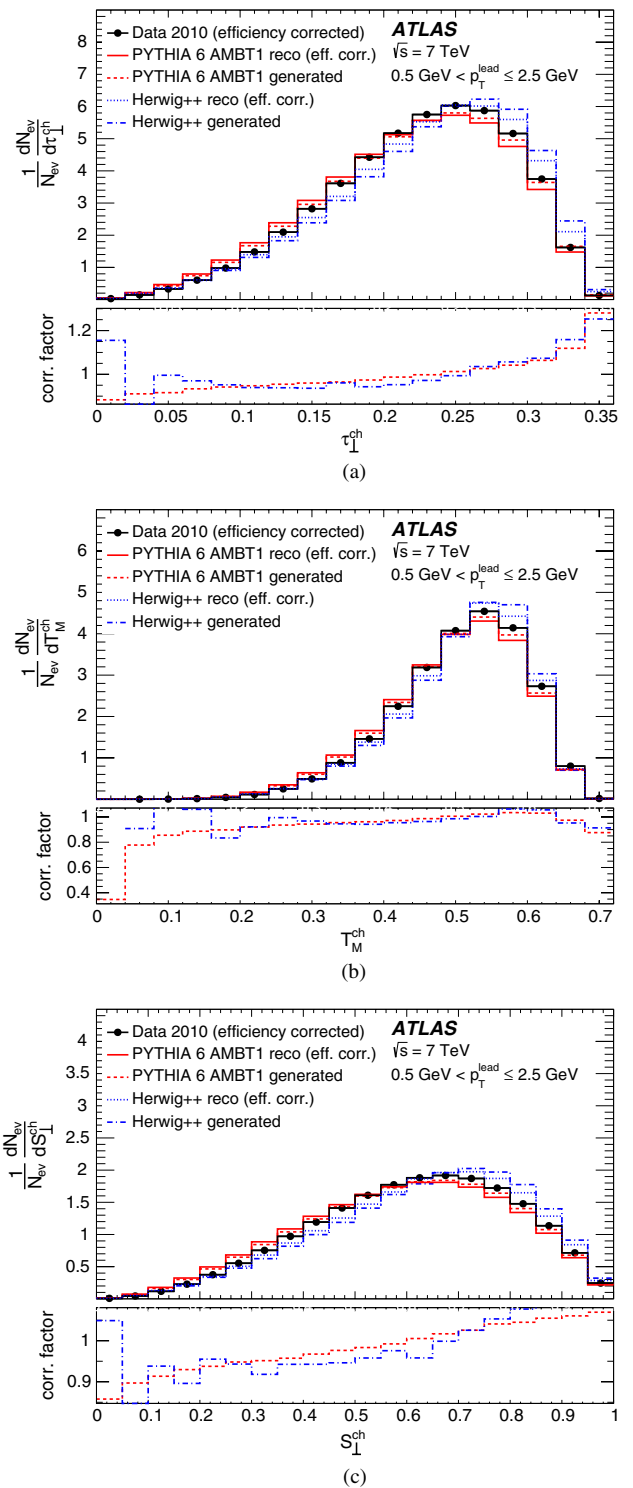 ATLAS
Data 2010 (efficiency corrected)
√s = 7 TeV
PYTHIA 6 AMBT1 reco (eff. corr.)
0.5 GeV < p_T^lead ≤ 2.5 GeV
PYTHIA 6 AMBT1 generated
Herwig++ reco (eff. corr.)
Herwig++ generated
1/N_ev dN_ev/dτ_⊥^ch
8
7
6
5
4
3
2
1
corr. factor
1.2
1
0 0.05 0.1 0.15 0.2 0.25 0.3 0.35
τ_⊥^ch
(a)
Data 2010 (efficiency corrected)
ATLAS
PYTHIA 6 AMBT1 reco (eff. corr.)
√s = 7 TeV
PYTHIA 6 AMBT1 generated
0.5 GeV < p_T^lead ≤ 2.5 GeV
Herwig++ reco (eff. corr.)
Herwig++ generated
1/N_ev dN_ev/dT_M^ch
6
5
4
3
2
1
corr. factor
1
0.8
0.6
0.4
0 0.1 0.2 0.3 0.4 0.5 0.6 0.7
T_M^ch
(b)
Data 2010 (efficiency corrected)
ATLAS
PYTHIA 6 AMBT1 reco (eff. corr.)
√s = 7 TeV
PYTHIA 6 AMBT1 generated
0.5 GeV < p_T^lead ≤ 2.5 GeV
Herwig++ reco (eff. corr.)
Herwig++ generated
1/N_ev dN_ev/dS_⊥^ch
4
3.5
3
2.5
2
1.5
1
0.5
corr. factor
1
0.9
0 0.1 0.2 0.3 0.4 0.5 0.6 0.7 0.8 0.9 1
S_⊥^ch
(c)